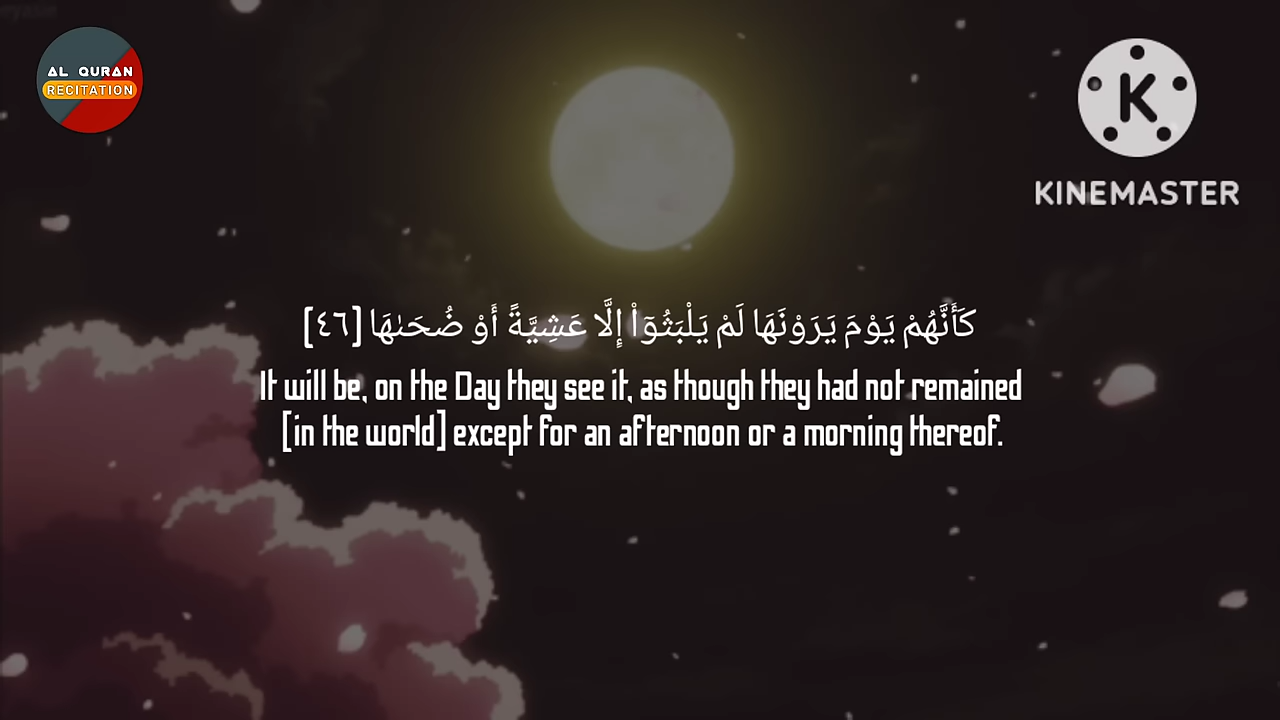 AL QURAN
RECITATION
K
KINEMASTER
كَأَنَّهُمْ يَوْمَ يَرَوْنَهَا لَمْ يَلْبَثُوٓا۟ إِلَّا عَشِيَّةً أَوْ ضُحَىٰهَا [٤٦]
It will be, on the Day they see it, as though they had not remained
[in the world] except for an afternoon or a morning thereof.